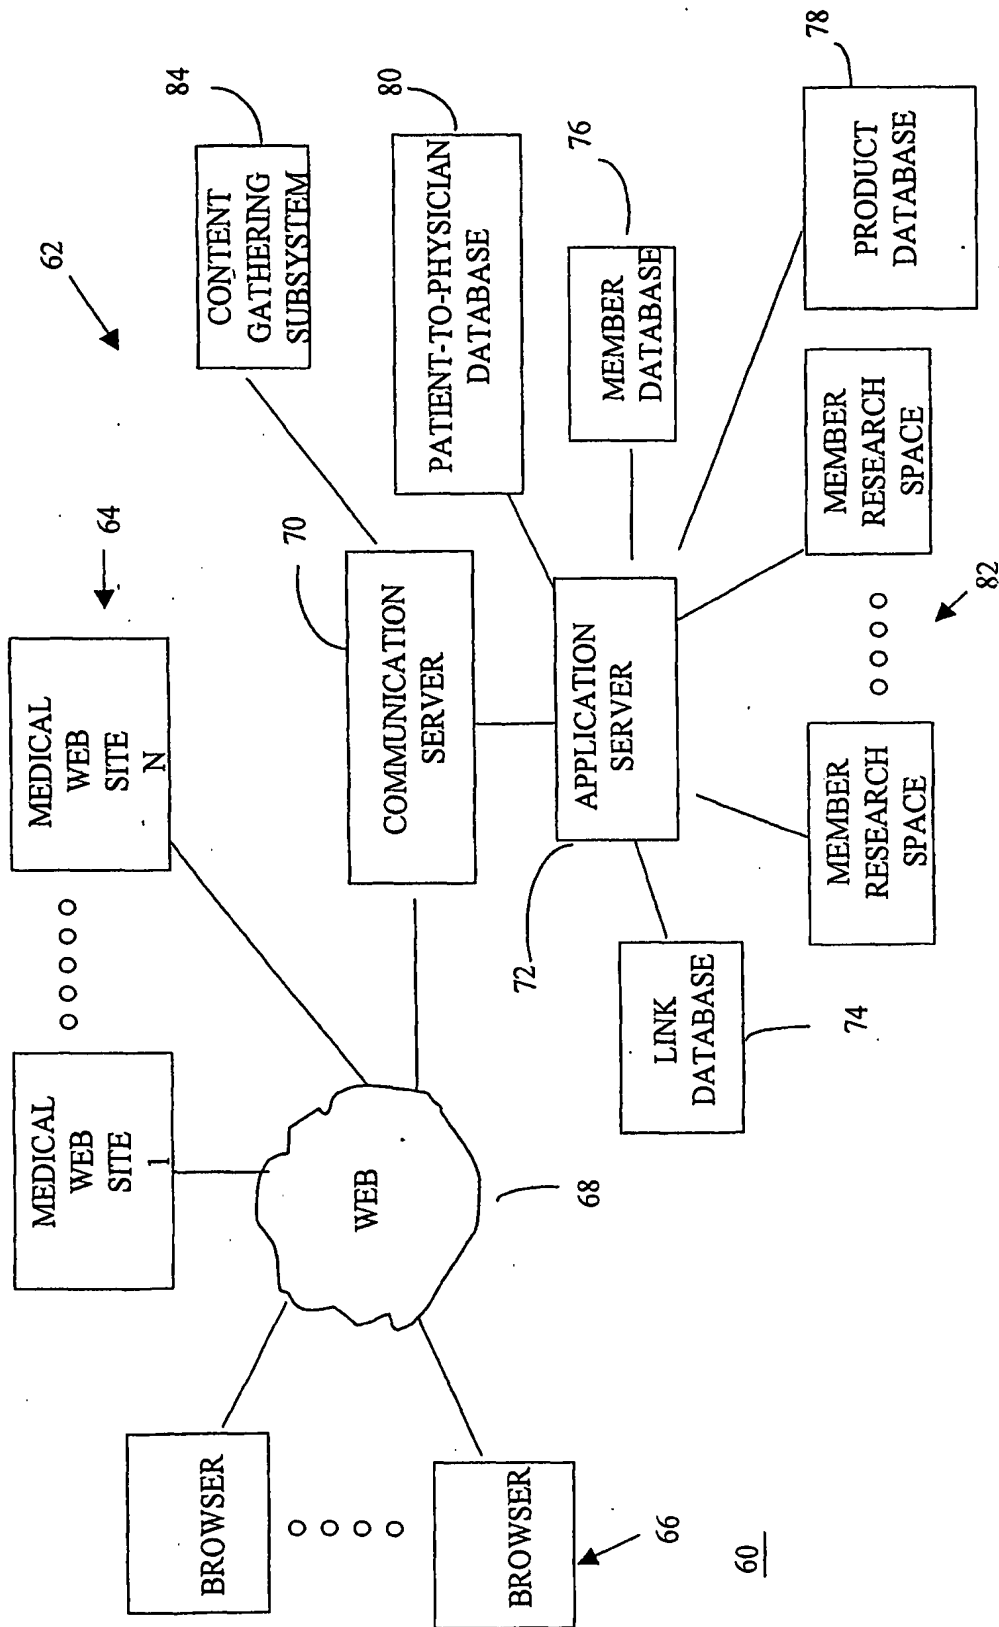 62
64
MEDICAL
WEB
SITE
1
MEDICAL
WEB
SITE
N
84
CONTENT
GATHERING
SUBSYSTEM
70
COMMUNICATION
SERVER
80
PATIENT-TO-PHYSICIAN
DATABASE
BROWSER
BROWSER
66
60
WEB
68
72
APPLICATION
SERVER
76
MEMBER
DATABASE
LINK
DATABASE
74
MEMBER
RESEARCH
SPACE
82
MEMBER
RESEARCH
SPACE
78
PRODUCT
DATABASE